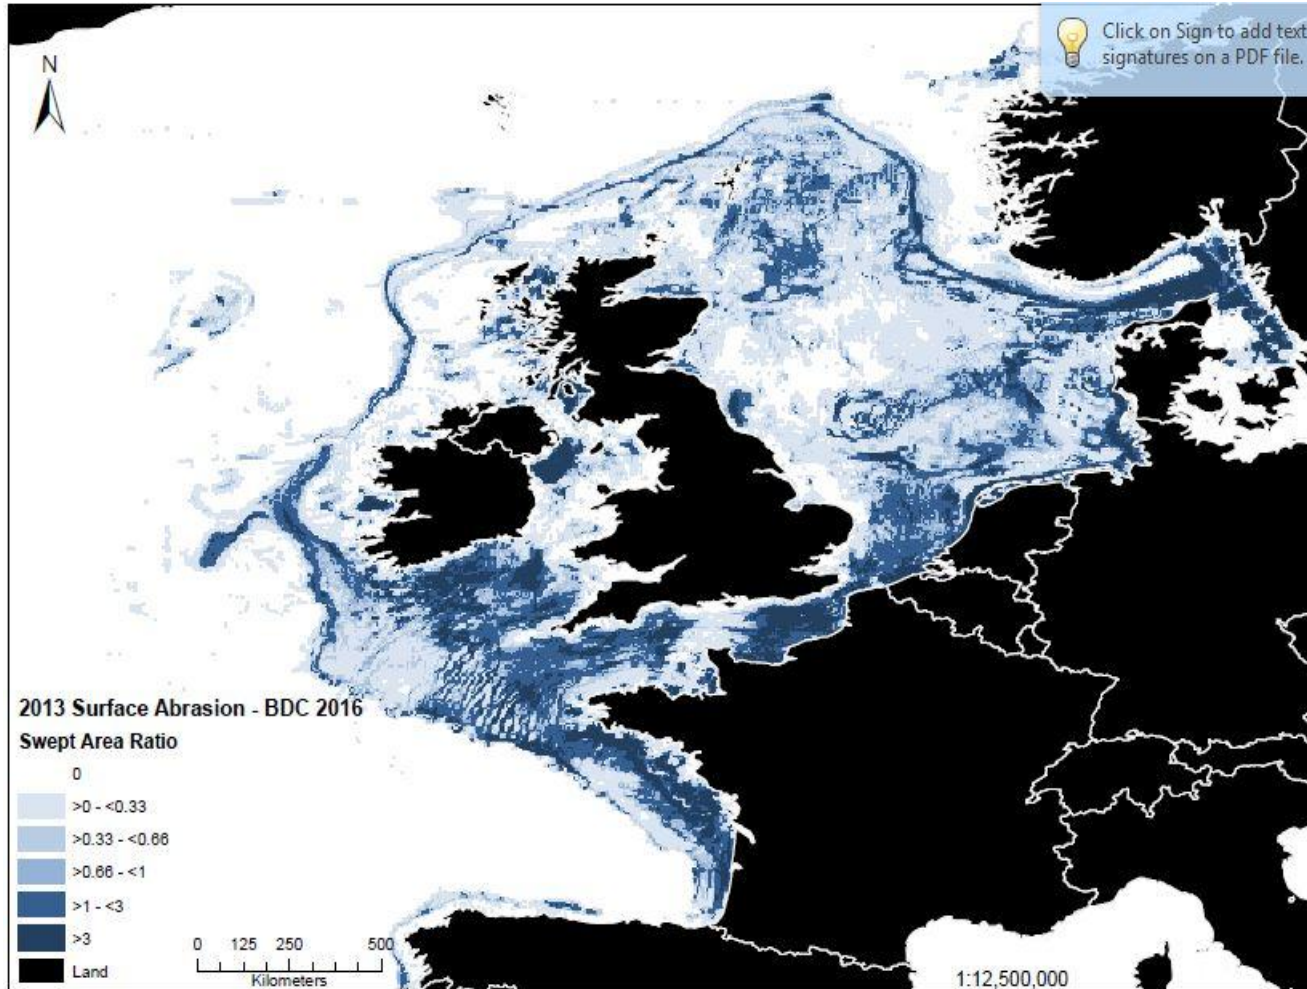 Click on Sign to add text
signatures on a PDF file.
N
2013 Surface Abrasion - BDC 2016
Swept Area Ratio
0
>0 - <0.33
>0.33 - <0.66
>0.66 - <1
>1 - <3
>3
Land
0 125 250 500
Kilometers
1:12,500,000